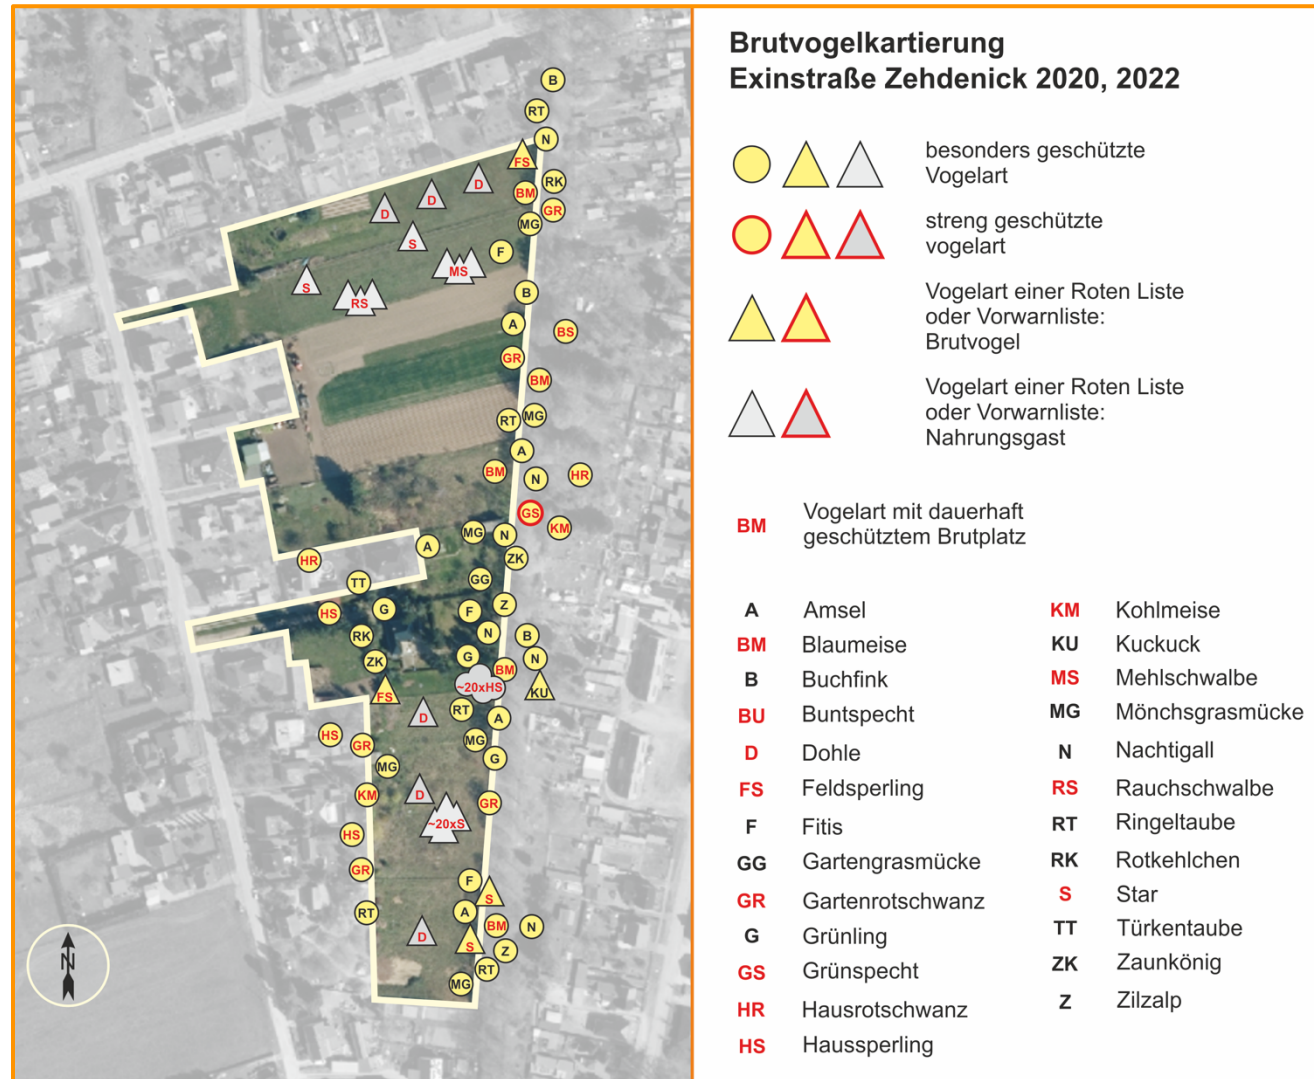 B
RT
N
FS
RK
D
BM
D
GR
D
MG
S
F
MS
S
RS
B
A
BS
GR
BM
MG
RT
A
BM
N
HR
GS
KM
MG
N
A
ZK
HR
GG
TT
Z
HS
G
F
RK
N
B
G
N
ZK
BM
~20xHS
KU
FS
RT
D
A
HS
GR
MG
G
MG
D
KM
GR
~20xS
HS
GR
F
S
RT
A
BM
N
D
S
Z
RT
MG
N
Brutvogelkartierung
Exinstraße Zehdenick 2020, 2022
besonders geschützte
Vogelart
streng geschützte
vogelart
Vogelart einer Roten Liste
oder Vorwarnliste:
Brutvogel
Vogelart einer Roten Liste
oder Vorwarnliste:
Nahrungsgast
BM Vogelart mit dauerhaft
geschütztem Brutplatz
A Amsel
BM Blaumeise
B Buchfink
BU Buntspecht
D Dohle
FS Feldsperling
F Fitis
GG Gartengrasmücke
GR Gartenrotschwanz
G Grünling
GS Grünspecht
HR Hausrotschwanz
HS Haussperling
KM Kohlmeise
KU Kuckuck
MS Mehlschwalbe
MG Mönchsgrasmücke
N Nachtigall
RS Rauchschwalbe
RT Ringeltaube
RK Rotkehlchen
S Star
TT Türkentaube
ZK Zaunkönig
Z Zilzalp